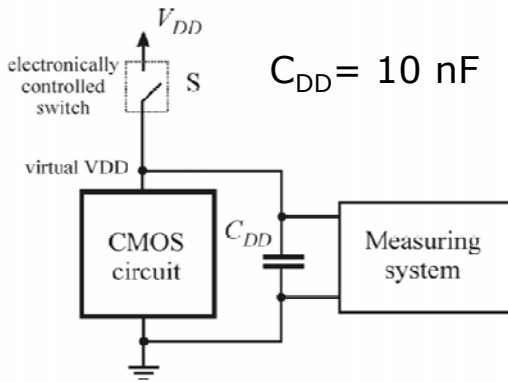 V_DD
electronically
controlled
switch
S
C_DD= 10 nF
virtual VDD
CMOS
circuit
C_DD
Measuring
system